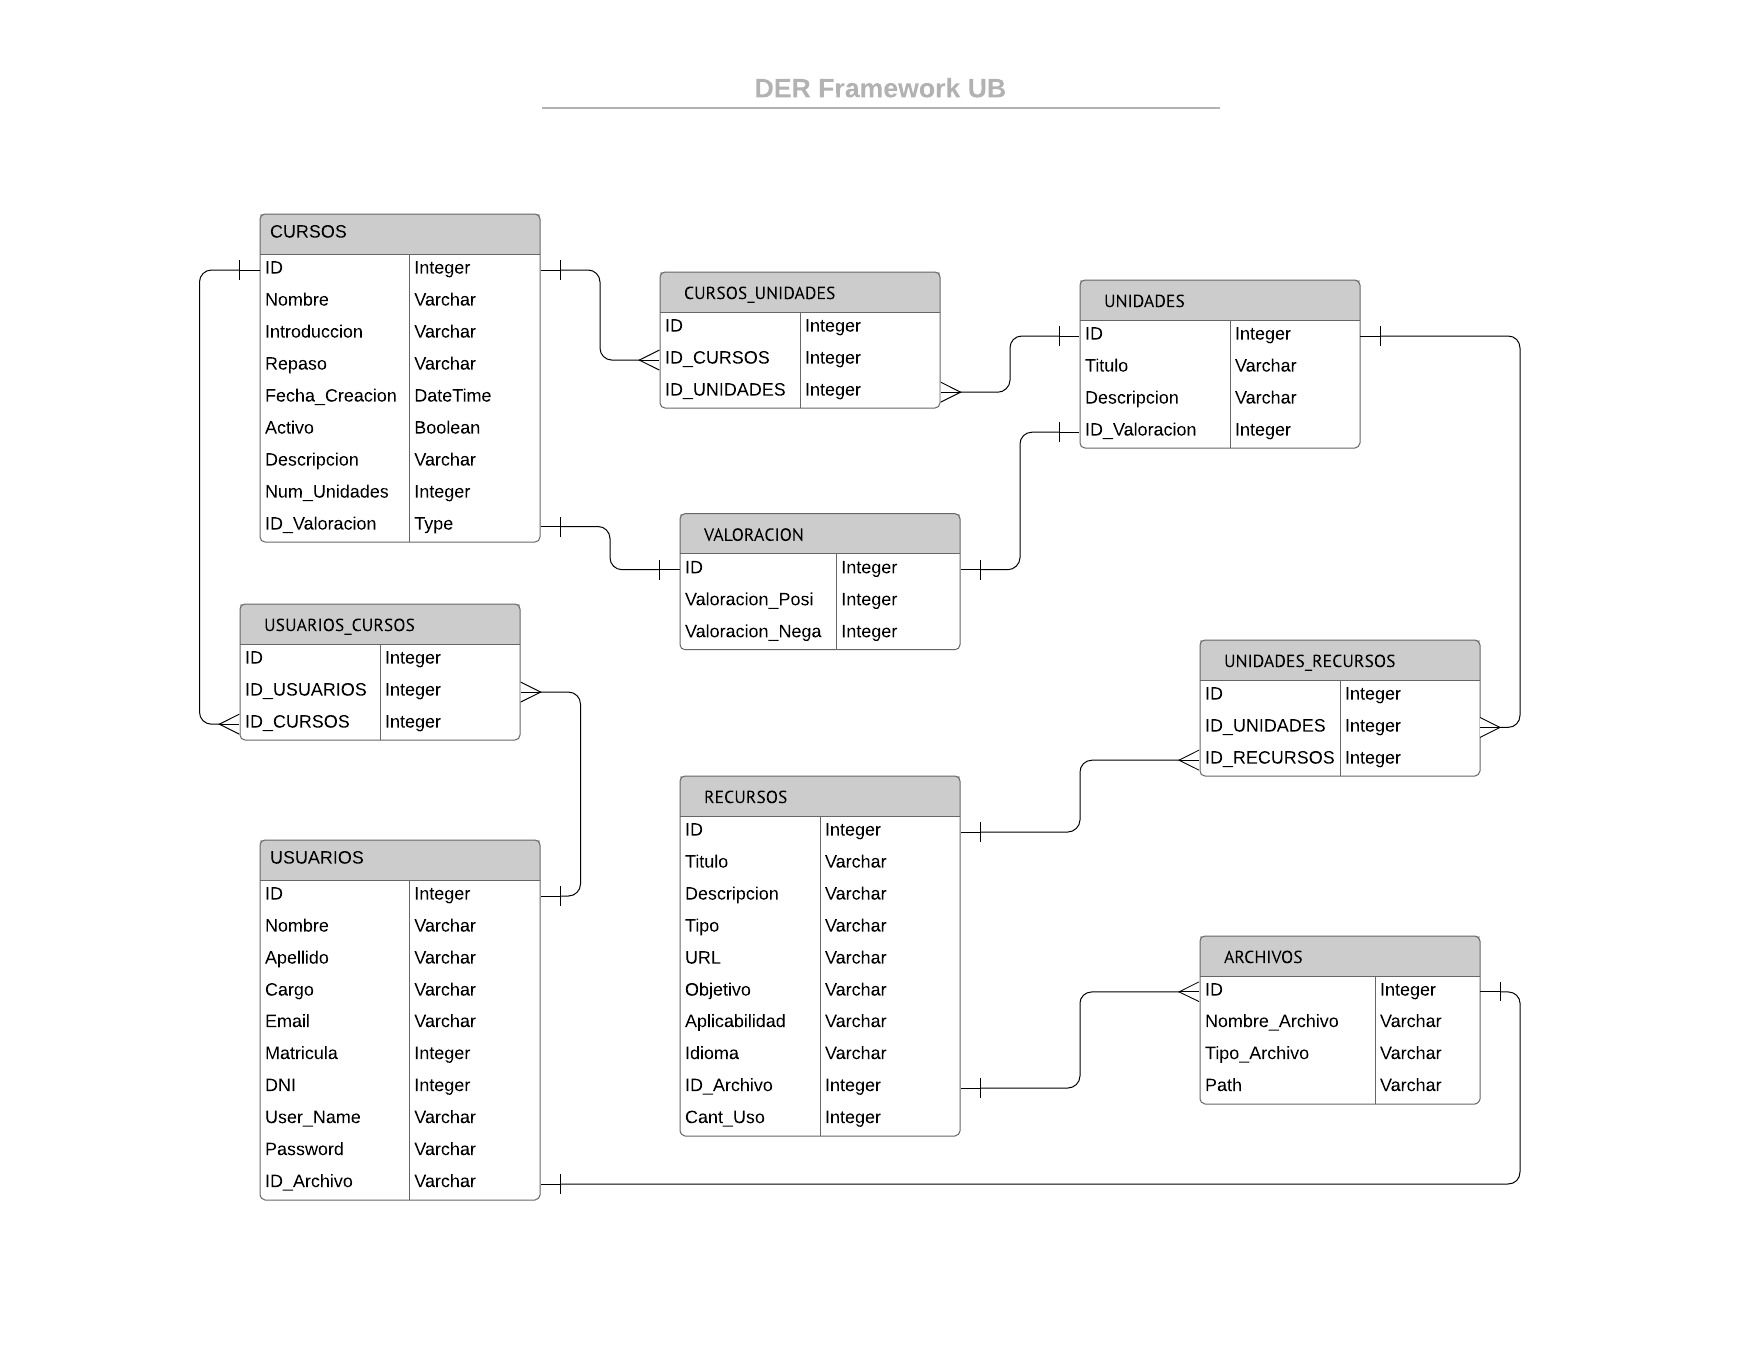 DER Framework UB
CURSOS
ID Integer
Nombre Varchar
Introduccion Varchar
Repaso Varchar
Fecha_Creacion DateTime
Activo Boolean
Descripcion Varchar
Num_Unidades Integer
ID_Valoracion Type
CURSOS_UNIDADES
ID Integer
ID_CURSOS Integer
ID_UNIDADES Integer
UNIDADES
ID Integer
Titulo Varchar
Descripcion Varchar
ID_Valoracion Integer
VALORACION
ID Integer
Valoracion_Posi Integer
Valoracion_Nega Integer
USUARIOS_CURSOS
ID Integer
ID_USUARIOS Integer
ID_CURSOS Integer
UNIDADES_RECURSOS
ID Integer
ID_UNIDADES Integer
ID_RECURSOS Integer
RECURSOS
ID Integer
Titulo Varchar
Descripcion Varchar
Tipo Varchar
URL Varchar
Objetivo Varchar
Aplicabilidad Varchar
Idioma Varchar
ID_Archivo Integer
Cant_Uso Integer
USUARIOS
ID Integer
Nombre Varchar
Apellido Varchar
Cargo Varchar
Email Varchar
Matricula Integer
DNI Integer
User_Name Varchar
Password Varchar
ID_Archivo Varchar
ARCHIVOS
ID Integer
Nombre_Archivo Varchar
Tipo_Archivo Varchar
Path Varchar